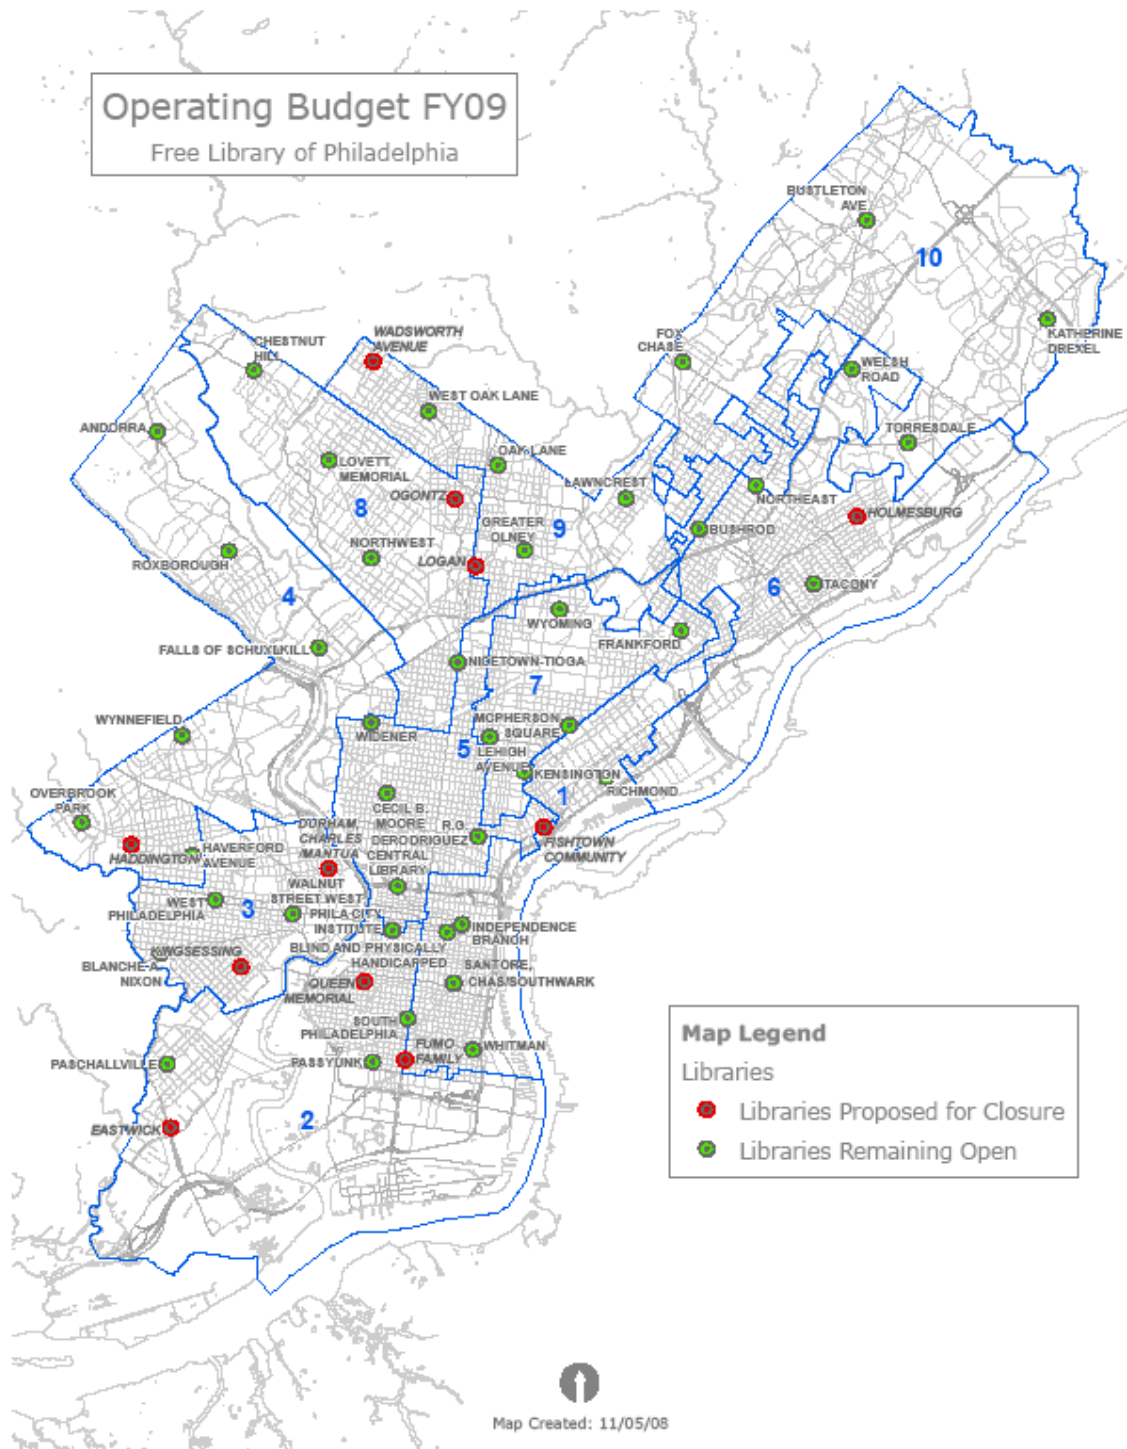 Operating Budget FY09
Free Library of Philadelphia
BUSTLETON
AVE
10
KATHERINE
DREXEL
FOX
CHASE
WELSH
ROAD
TORRESDALE
WADSWORTH
AVENUE
CHESTNUT
HILL
WEST OAK LANE
ANDORRA
LOVETT
MEMORIAL
OAK LANE
OGONTZ
LAWNCREST
NORTHEAST
HOLMESBURG
8
GREATER
OLNEY
9
BUSHROD
NORTHWEST
LOGAN
ROXBOROUGH
4
6
TACONY
WYOMING
FRANKFORD
FALLS OF SCHUYLKILL
NICETOWN-TIOGA
7
WYNNEFIELD
WIDENER
MCPHERSON
SQUARE
5
LEHIGH
AVENUE
KENSINGTON
RICHMOND
1
OVERBROOK
PARK
CECIL B.
MOORE
R.G.
DERODRIGUEZ
DURHAM,
CHARLES
/MANTUA
FISHTOWN
COMMUNITY
HADDINGTON
HAVERFORD
AVENUE
CENTRAL
LIBRARY
WALNUT
STREET WEST
WEST
PHILADELPHIA
3
PHILA CITY
INSTITUTE
INDEPENDENCE
BRANCH
BLIND AND PHYSICALLY
HANDICAPPED
KINGSESSING
BLANCHE A.
NIXON
QUEEN
MEMORIAL
SANTORE,
CHAS/SOUTHWARK
SOUTH
PHILADELPHIA
FUMO
FAMILY
WHITMAN
PASSYUNK
PASCHALLVILLE
EASTWICK
2
Map Legend
Libraries
Libraries Proposed for Closure
Libraries Remaining Open
Map Created: 11/05/08